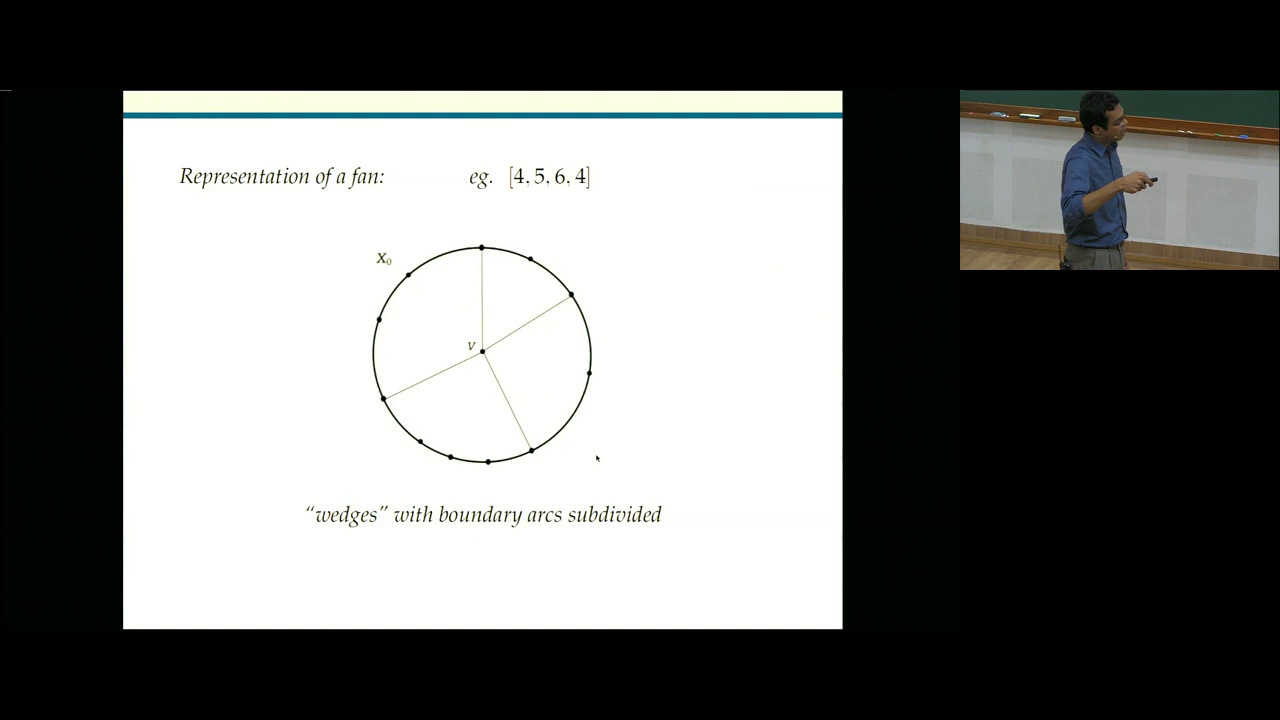 Representation of a fan: eg. [4, 5, 6, 4]
X₀
V
“wedges” with boundary arcs subdivided